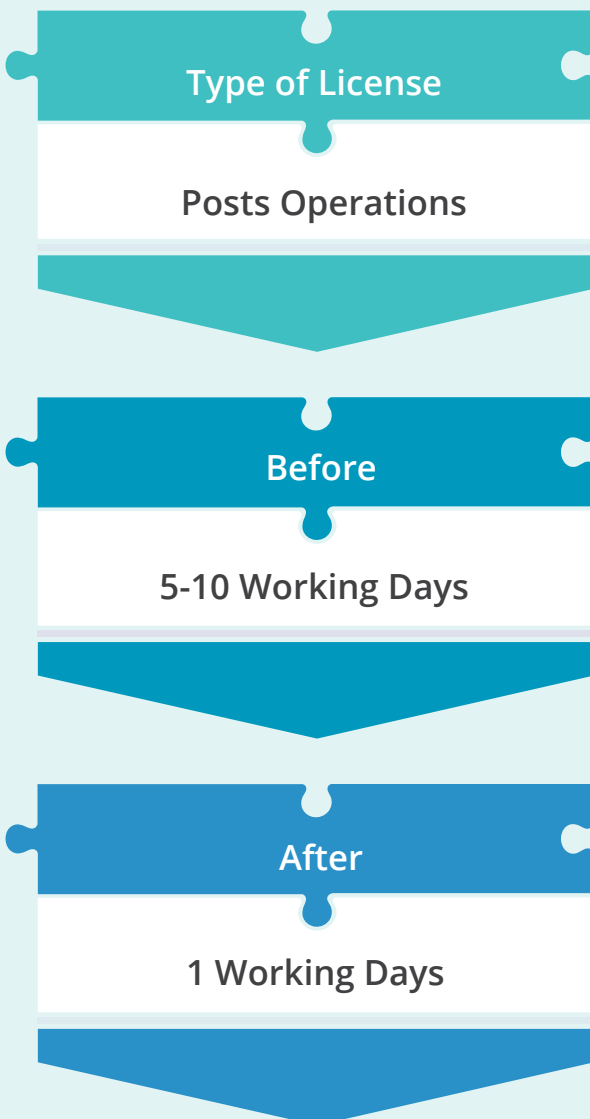 Type of License
Posts Operations
Before
5-10 Working Days
After
1 Working Days